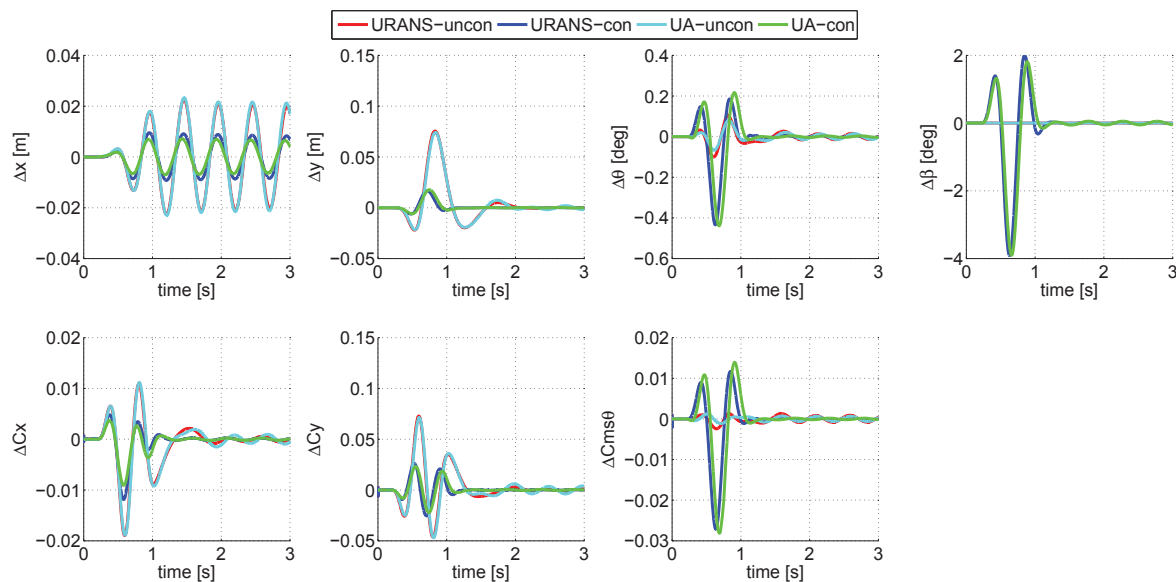 URANS−uncon URANS−con UA−uncon UA−con
0.04
0.02
0
−0.02
−0.04
Δx [m]
0 1 2 3
time [s]
0.15
0.1
0.05
0
−0.05
Δy [m]
0 1 2 3
time [s]
0.4
0.2
0
−0.2
−0.4
−0.6
Δθ [deg]
0 1 2 3
time [s]
2
0
−2
−4
Δβ [deg]
0 1 2 3
time [s]
0.02
0.01
0
−0.01
−0.02
ΔCx
0 1 2 3
time [s]
0.15
0.1
0.05
0
−0.05
ΔCy
0 1 2 3
time [s]
0.02
0.01
0
−0.01
−0.02
−0.03
ΔCmsθ
0 1 2 3
time [s]